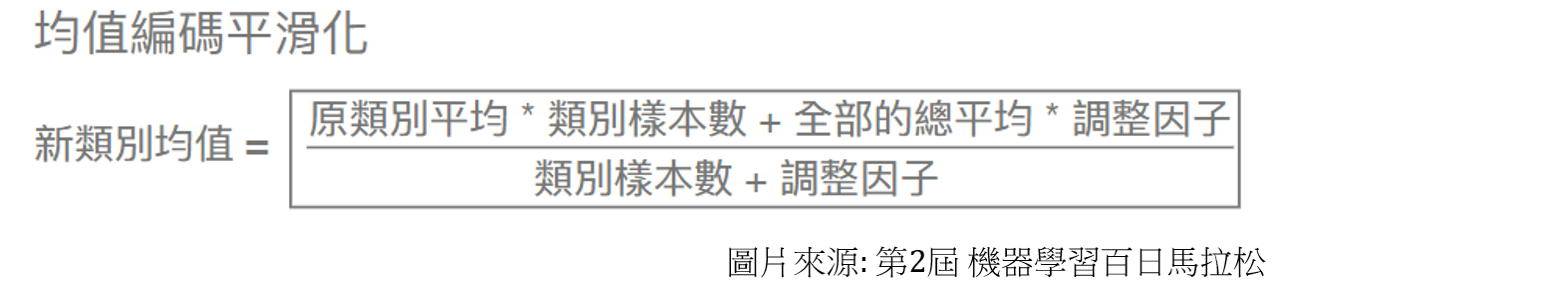 均值編碼平滑化
新類別均值 =
原類別平均 * 類別樣本數 + 全部的總平均 * 調整因子
類別樣本數 + 調整因子
圖片來源: 第2屆 機器學習百日馬拉松